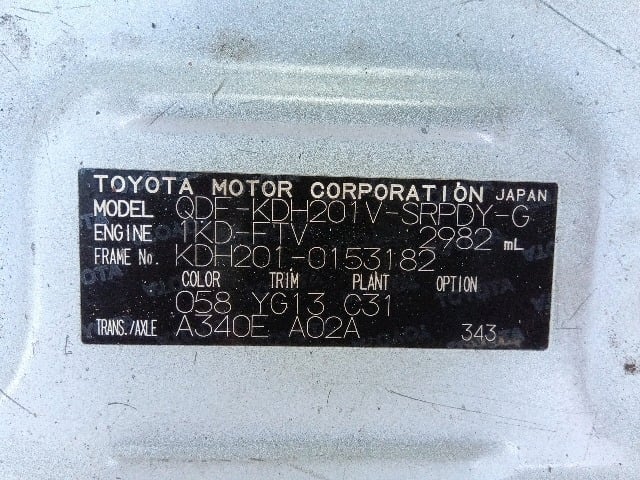 TOYOTA MOTOR CORPORATION JAPAN
MODEL QDF-KDH201V-SRPDY-G
ENGINE 1KD-FTV 2982 mL
FRAME No. KDH201-0153182
COLOR TRIM PLANT OPTION
058 YG13 C31
TRANS./AXLE A340E A02A 343